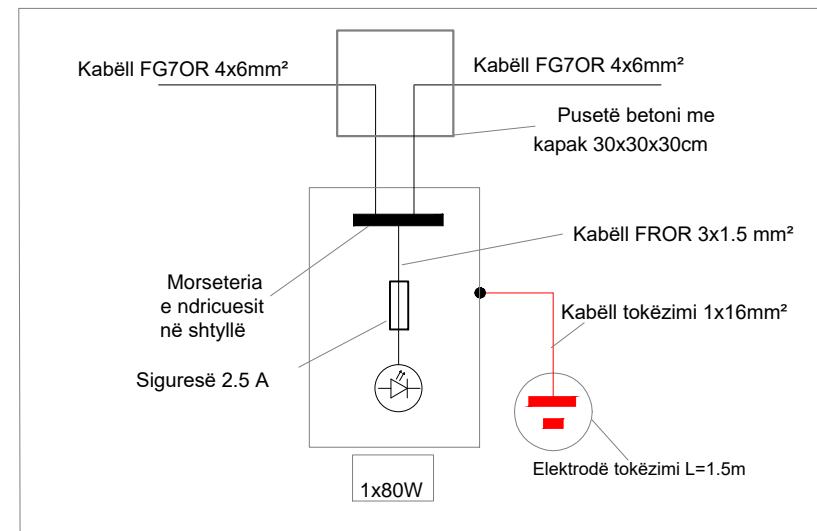 Kabëll FG7OR 4x6mm²
Kabëll FG7OR 4x6mm²
Pusetë betoni me
kapak 30x30x30cm
Kabëll FROR 3x1.5 mm²
Morseteria
e ndricuesit
në shtyllë
Kabëll tokëzimi 1x16mm²
Siguresë 2.5 A
Elektrodë tokëzimi L=1.5m
1x80W